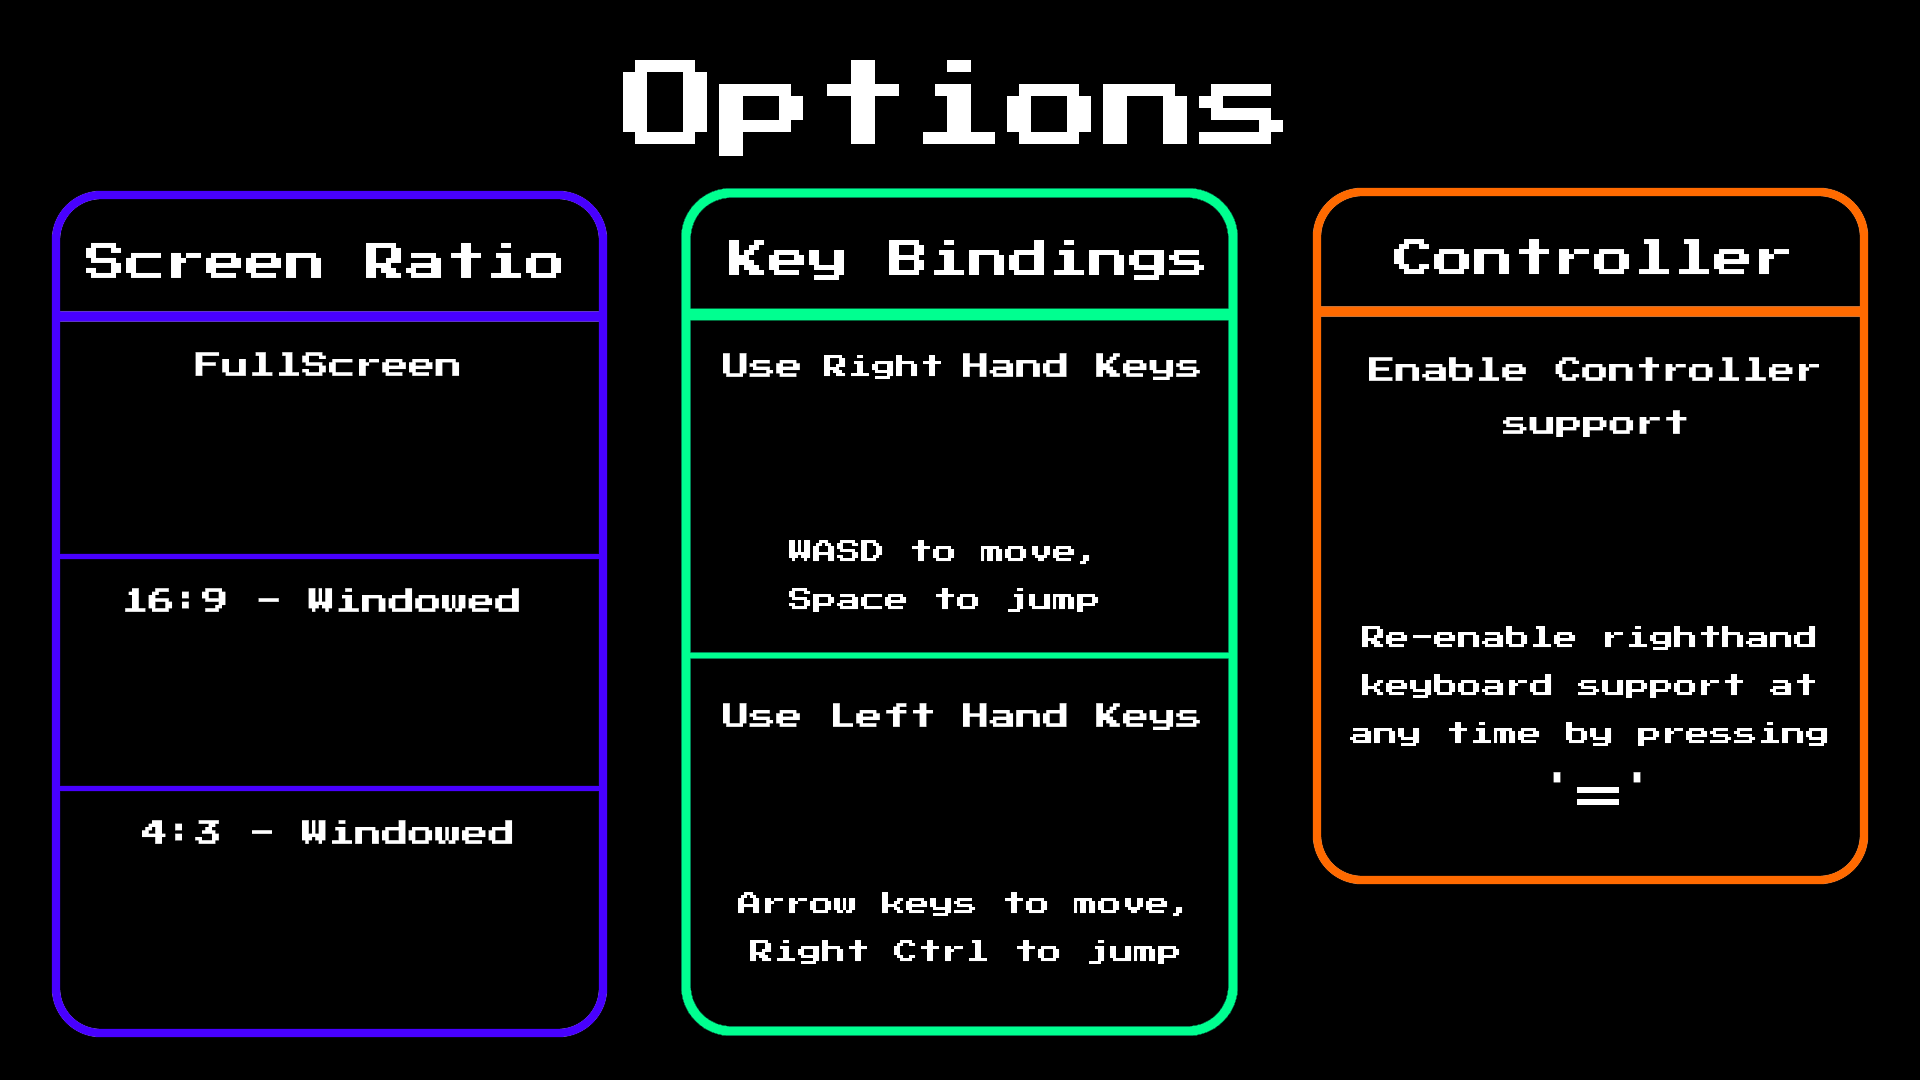 Options
Screen Ratio
FullScreen
16:9 - Windowed
4:3 - Windowed
Key Bindings
Use Right Hand Keys
WASD to move,
Space to jump
Use Left Hand Keys
Arrow keys to move,
Right Ctrl to jump
Controller
Enable Controller
support
Re-enable righthand
keyboard support at
any time by pressing
'='